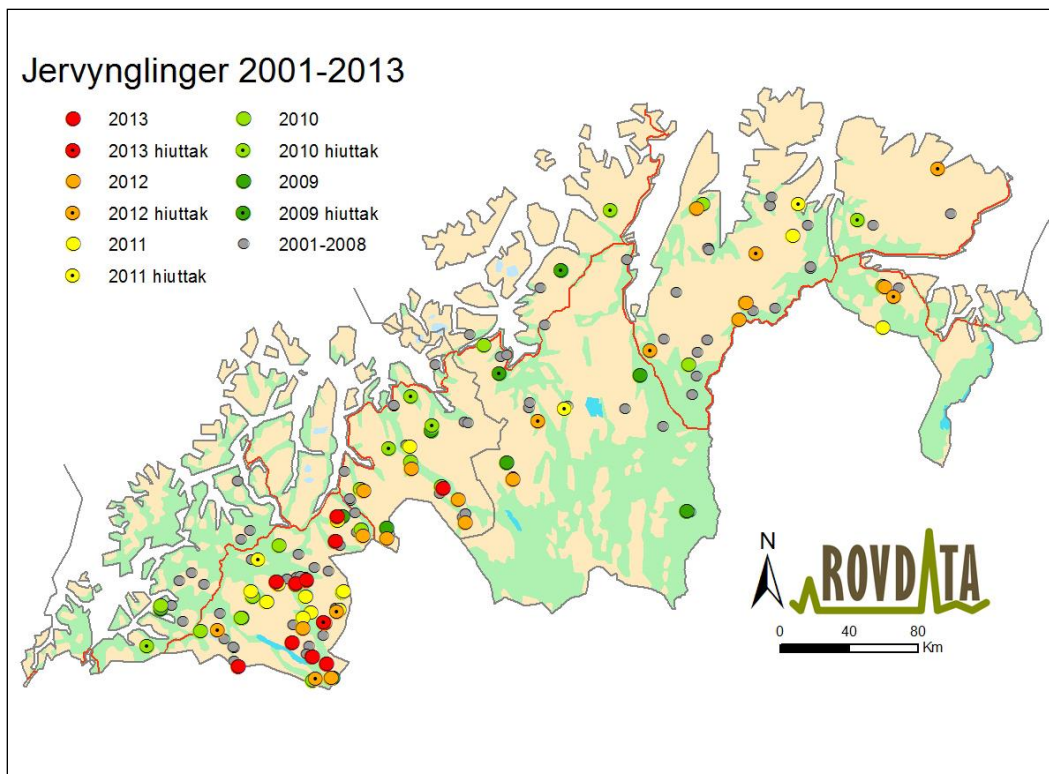 Jervynglinger 2001-2013
2013
2013 hiuttak
2012
2012 hiuttak
2011
2011 hiuttak
2010
2010 hiuttak
2009
2009 hiuttak
2001-2008
N
ROVDATA
0 40 80
Km